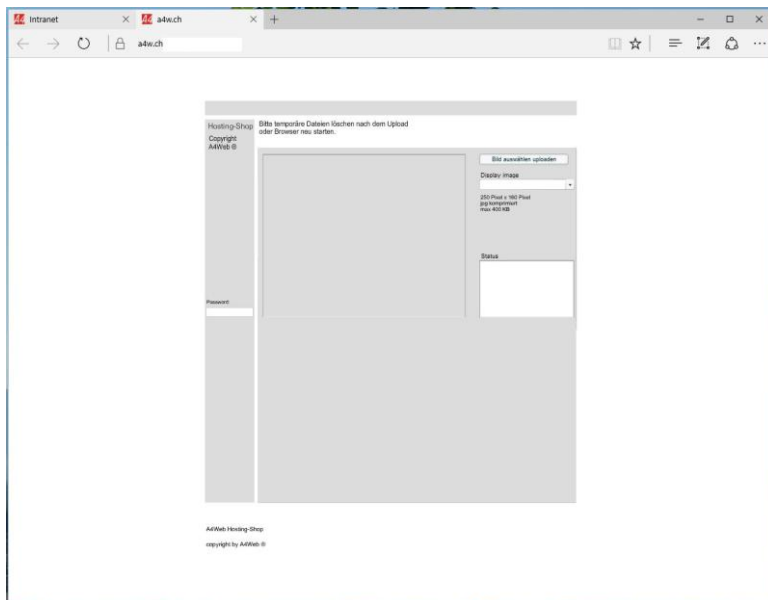 Intranet
a4w.ch
a4w.ch
Hosting-Shop
Copyright
A4Web ®
Bitte temporäre Dateien löschen nach dem Upload
oder Browser neu starten.
Bild auswählen uploaden
Display image
250 Pixel x 160 Pixel
jpg komprimiert
max 400 KB
Status
Password
A4Web Hosting-Shop
copyright by A4Web ®